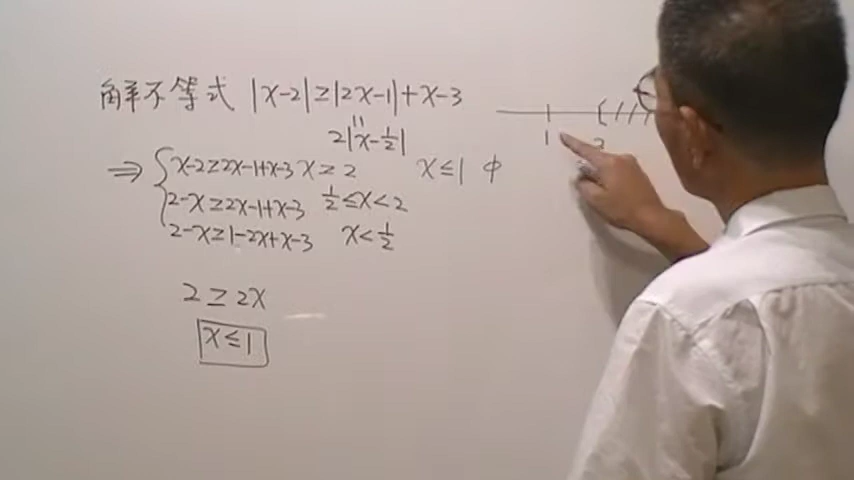 解不等式 |x-2|≥|2x-1|+x-3
"
2|x-½|
⇒ { x-2≥2x-1+x-3 x≥2 x≤1 ϕ
2-x≥2x-1+x-3 ½≤x<2
2-x≥1-2x+x-3 x<½
2≥2x
x≤1
1 2